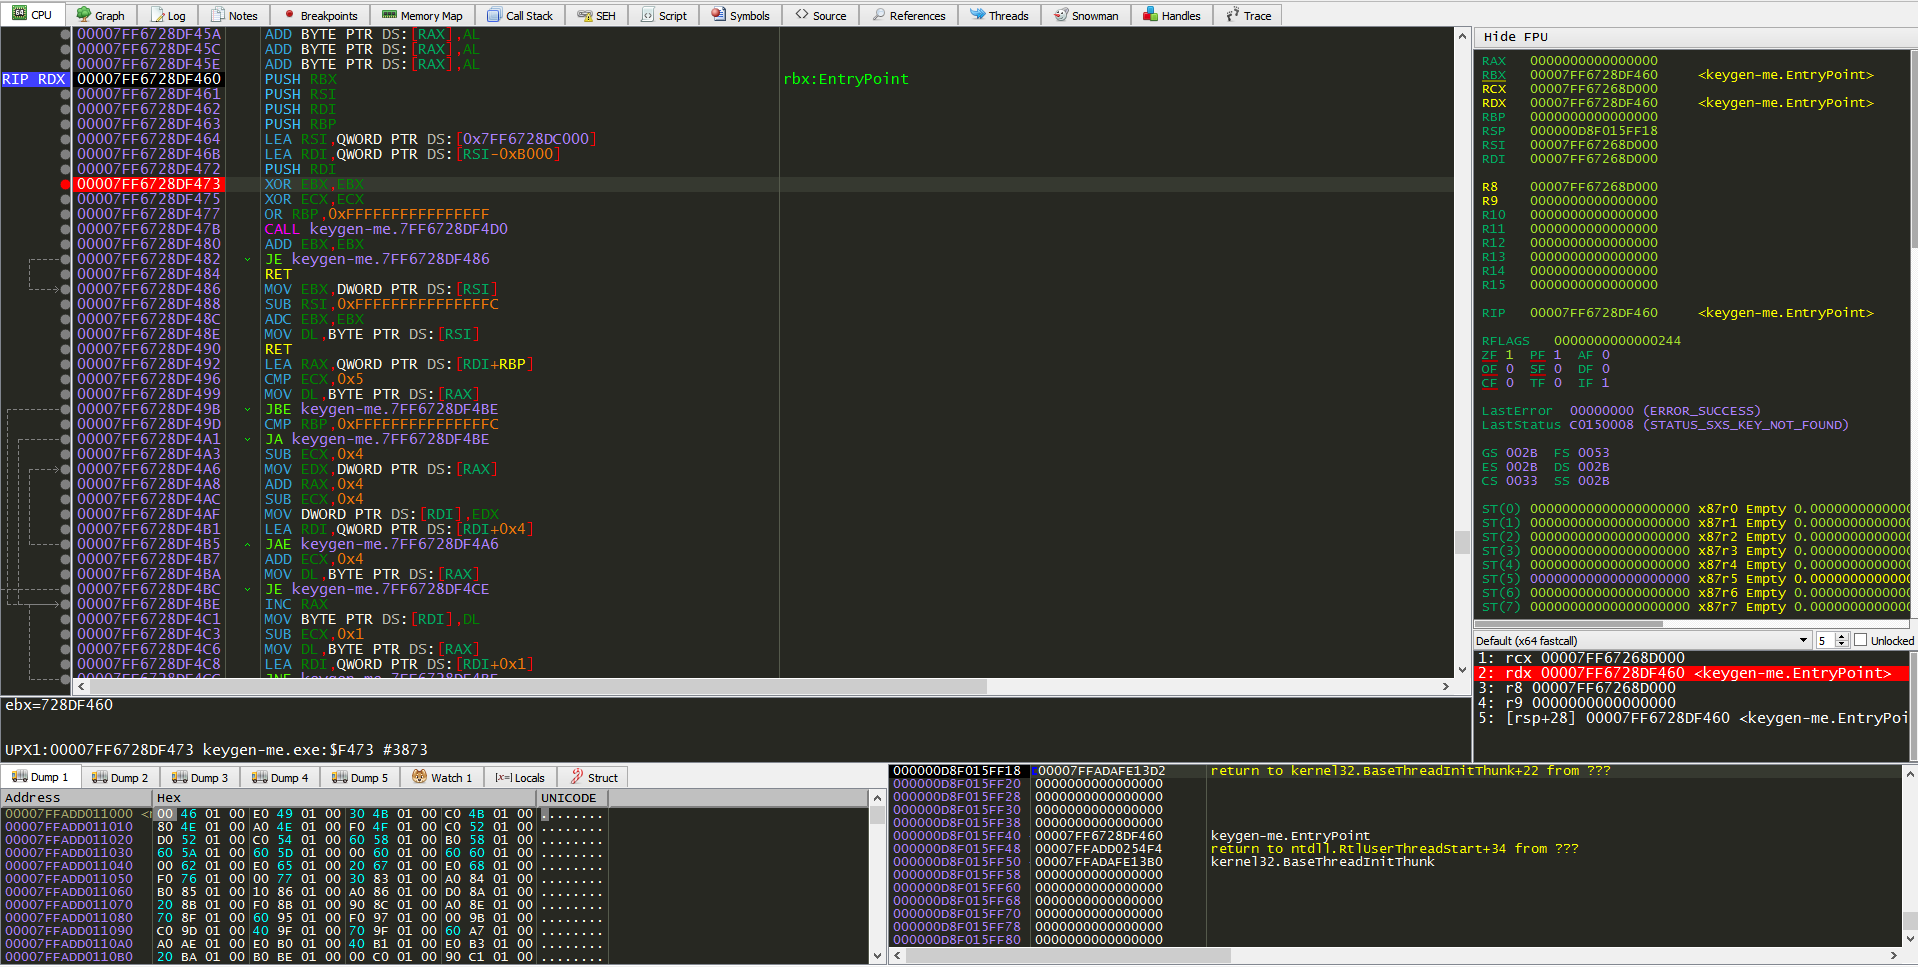 CPU Graph Log Notes Breakpoints Memory Map Call Stack SEH Script Symbols Source References Threads Snowman Handles Trace
00007FF6728DF45A ADD BYTE PTR DS:[RAX],AL
00007FF6728DF45C ADD BYTE PTR DS:[RAX],AL
00007FF6728DF45E ADD BYTE PTR DS:[RAX],AL
RIP RDX 00007FF6728DF460 PUSH RBX rbx:EntryPoint
00007FF6728DF461 PUSH RSI
00007FF6728DF462 PUSH RDI
00007FF6728DF463 PUSH RBP
00007FF6728DF464 LEA RSI,QWORD PTR DS:[0x7FF6728DC000]
00007FF6728DF46B LEA RDI,QWORD PTR DS:[RSI-0xB000]
00007FF6728DF472 PUSH RDI
00007FF6728DF473 XOR EBX,EBX
00007FF6728DF475 XOR ECX,ECX
00007FF6728DF477 OR RBP,0xFFFFFFFFFFFFFFFF
00007FF6728DF47B CALL keygen-me.7FF6728DF4D0
00007FF6728DF480 ADD EBX,EBX
00007FF6728DF482 JE keygen-me.7FF6728DF486
00007FF6728DF484 RET
00007FF6728DF486 MOV EBX,DWORD PTR DS:[RSI]
00007FF6728DF488 SUB RSI,0xFFFFFFFFFFFFFFFC
00007FF6728DF48C ADC EBX,EBX
00007FF6728DF48E MOV DL,BYTE PTR DS:[RSI]
00007FF6728DF490 RET
00007FF6728DF492 LEA RAX,QWORD PTR DS:[RDI+RBP]
00007FF6728DF496 CMP ECX,0x5
00007FF6728DF499 MOV DL,BYTE PTR DS:[RAX]
00007FF6728DF49B JBE keygen-me.7FF6728DF4BE
00007FF6728DF49D CMP RBP,0xFFFFFFFFFFFFFFFC
00007FF6728DF4A1 JA keygen-me.7FF6728DF4BE
00007FF6728DF4A3 SUB ECX,0x4
00007FF6728DF4A6 MOV EDX,DWORD PTR DS:[RAX]
00007FF6728DF4A8 ADD RAX,0x4
00007FF6728DF4AC SUB ECX,0x4
00007FF6728DF4AF MOV DWORD PTR DS:[RDI],EDX
00007FF6728DF4B1 LEA RDI,QWORD PTR DS:[RDI+0x4]
00007FF6728DF4B5 JAE keygen-me.7FF6728DF4A6
00007FF6728DF4B7 ADD ECX,0x4
00007FF6728DF4BA MOV DL,BYTE PTR DS:[RAX]
00007FF6728DF4BC JE keygen-me.7FF6728DF4CE
00007FF6728DF4BE INC RAX
00007FF6728DF4C1 MOV BYTE PTR DS:[RDI],DL
00007FF6728DF4C3 SUB ECX,0x1
00007FF6728DF4C6 MOV DL,BYTE PTR DS:[RAX]
00007FF6728DF4C8 LEA RDI,QWORD PTR DS:[RDI+0x1]
ebx=728DF460
UPX1:00007FF6728DF473 keygen-me.exe:$F473 #3873
Hide FPU
RAX 0000000000000000
RBX 00007FF6728DF460 <keygen-me.EntryPoint>
RCX 00007FF67268D000
RDX 00007FF6728DF460 <keygen-me.EntryPoint>
RBP 0000000000000000
RSP 000000D8F015FF18
RSI 00007FF67268D000
RDI 00007FF67268D000
R8 00007FF67268D000
R9 0000000000000000
R10 0000000000000000
R11 0000000000000000
R12 0000000000000000
R13 0000000000000000
R14 0000000000000000
R15 0000000000000000
RIP 00007FF6728DF460 <keygen-me.EntryPoint>
RFLAGS 0000000000000244
ZF 1 PF 1 AF 0
OF 0 SF 0 DF 0
CF 0 TF 0 IF 1
LastError 00000000 (ERROR_SUCCESS)
LastStatus C0150008 (STATUS_SXS_KEY_NOT_FOUND)
GS 002B FS 0053
ES 002B DS 002B
CS 0033 SS 002B
ST(0) 00000000000000000000 x87r0 Empty 0.0000000000000
ST(1) 00000000000000000000 x87r1 Empty 0.0000000000000
ST(2) 00000000000000000000 x87r2 Empty 0.0000000000000
ST(3) 00000000000000000000 x87r3 Empty 0.0000000000000
ST(4) 00000000000000000000 x87r4 Empty 0.0000000000000
ST(5) 00000000000000000000 x87r5 Empty 0.0000000000000
ST(6) 00000000000000000000 x87r6 Empty 0.0000000000000
ST(7) 00000000000000000000 x87r7 Empty 0.0000000000000
Default (x64 fastcall) 5 Unlocked
1: rcx 00007FF67268D000
2: rdx 00007FF6728DF460 <keygen-me.EntryPoint>
3: r8 00007FF67268D000
4: r9 0000000000000000
5: [rsp+28] 00007FF6728DF460 <keygen-me.EntryPoi
Dump 1 Dump 2 Dump 3 Dump 4 Dump 5 Watch 1 [x=] Locals Struct
Address Hex UNICODE
00007FFADD011000 00 46 01 00 E0 49 01 00 30 4B 01 00 C0 4B 01 00 ........
00007FFADD011010 80 4E 01 00 A0 4E 01 00 F0 4F 01 00 C0 52 01 00 ........
00007FFADD011020 D0 52 01 00 C0 54 01 00 60 58 01 00 B0 58 01 00 ........
00007FFADD011030 60 5A 01 00 60 5D 01 00 00 60 01 00 60 60 01 00 ........
00007FFADD011040 00 62 01 00 E0 65 01 00 20 67 01 00 E0 68 01 00 ........
00007FFADD011050 F0 76 01 00 00 77 01 00 30 83 01 00 A0 84 01 00 ........
00007FFADD011060 B0 85 01 00 10 86 01 00 A0 86 01 00 D0 8A 01 00 ........
00007FFADD011070 20 8B 01 00 F0 8B 01 00 90 8C 01 00 A0 8E 01 00 ........
00007FFADD011080 70 8F 01 00 60 95 01 00 F0 97 01 00 00 9B 01 00 ........
00007FFADD011090 C0 9D 01 00 40 9F 01 00 70 9F 01 00 60 A7 01 00 ........
00007FFADD0110A0 A0 AE 01 00 E0 B0 01 00 40 B1 01 00 E0 B3 01 00 ........
00007FFADD0110B0 20 BA 01 00 B0 BE 01 00 00 C0 01 00 90 C1 01 00 ........
000000D8F015FF18 00007FFADAFE13D2 return to kernel32.BaseThreadInitThunk+22 from ???
000000D8F015FF20 0000000000000000
000000D8F015FF28 0000000000000000
000000D8F015FF30 0000000000000000
000000D8F015FF38 0000000000000000
000000D8F015FF40 00007FF6728DF460 keygen-me.EntryPoint
000000D8F015FF48 00007FFADD0254F4 return to ntdll.RtlUserThreadStart+34 from ???
000000D8F015FF50 00007FFADAFE13B0 kernel32.BaseThreadInitThunk
000000D8F015FF58 0000000000000000
000000D8F015FF60 0000000000000000
000000D8F015FF68 0000000000000000
000000D8F015FF70 0000000000000000
000000D8F015FF78 0000000000000000
000000D8F015FF80 0000000000000000